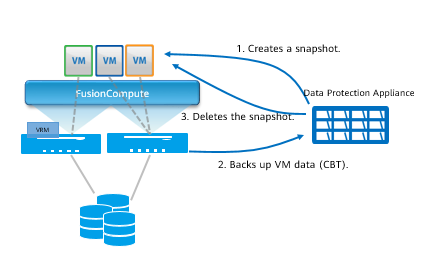 1. Creates a snapshot.
VM VM VM
FusionCompute
Data Protection Appliance
3. Deletes the snapshot.
VRM
2. Backs up VM data (CBT).